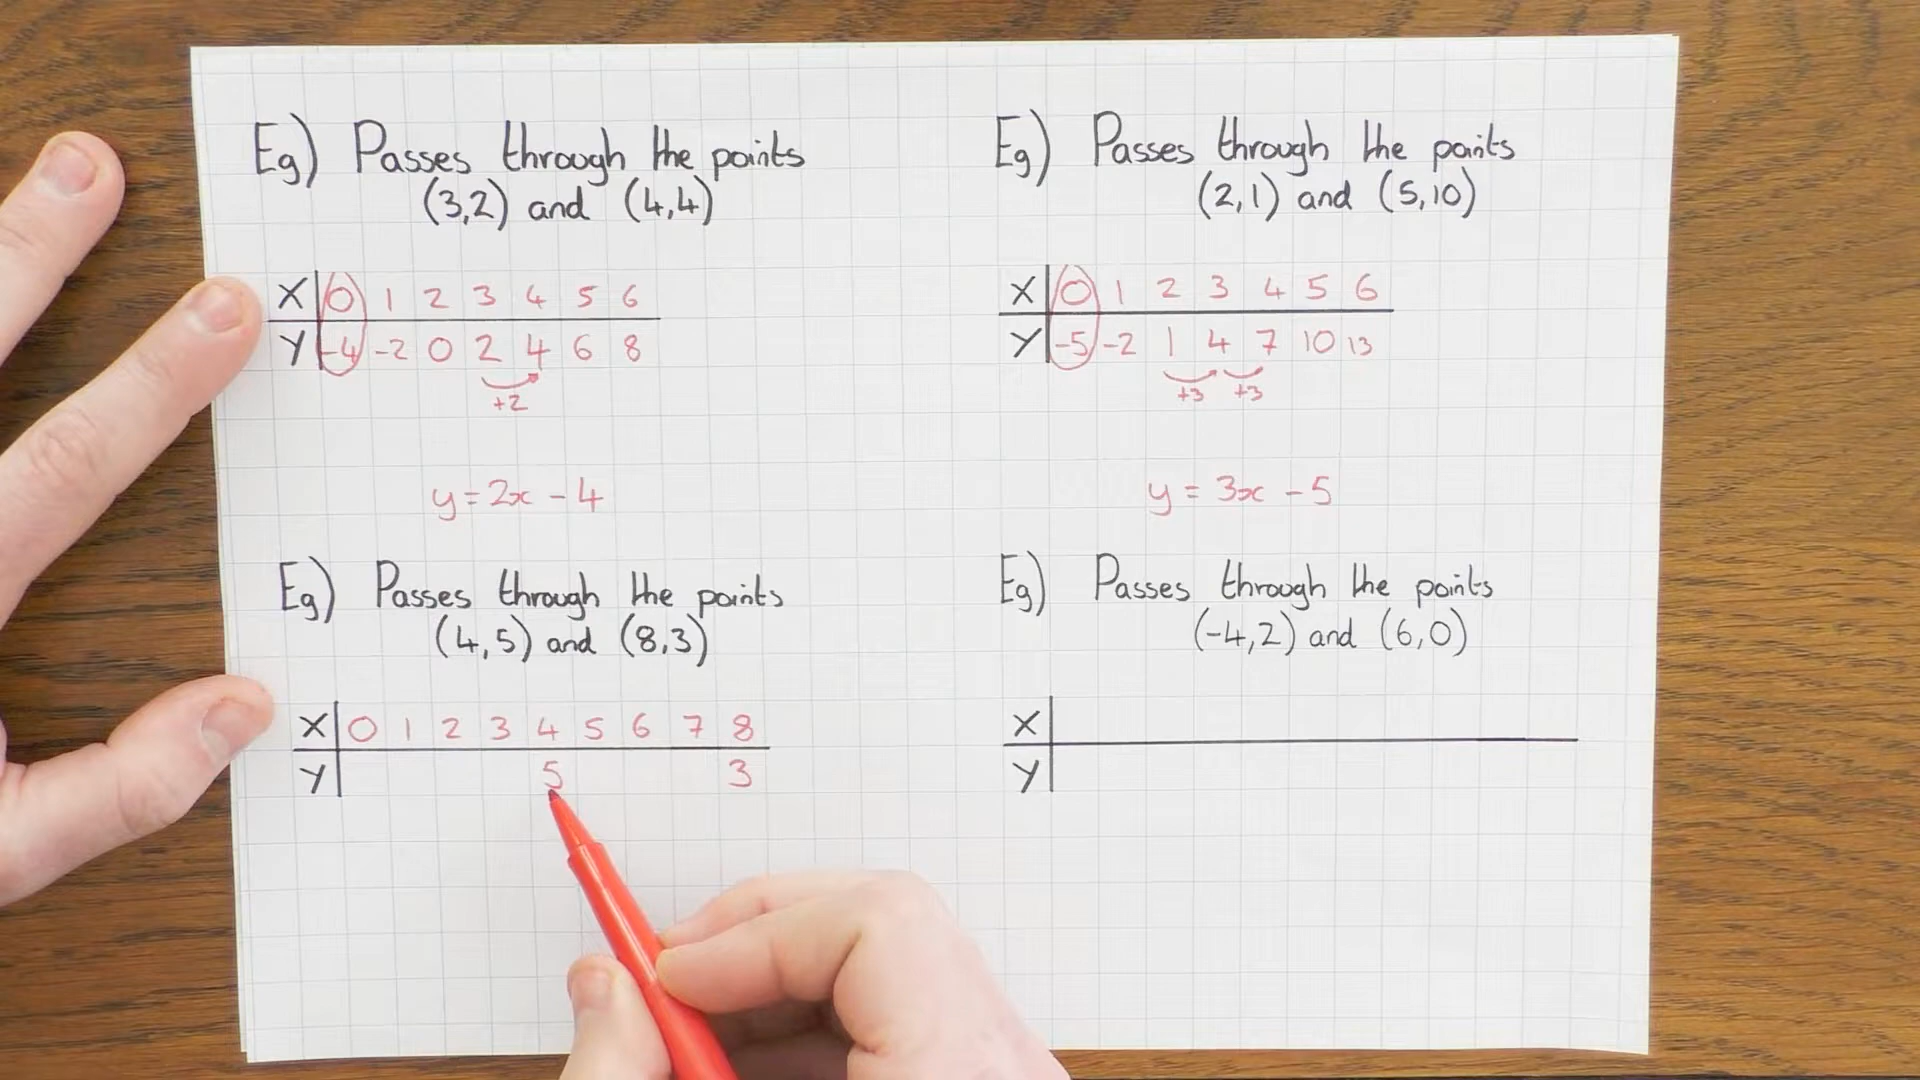 Eg) Passes through the points
(3,2) and (4,4)
X 0 1 2 3 4 5 6
Y -4 -2 0 2 4 6 8
+2
y = 2x - 4
Eg) Passes through the points
(2,1) and (5,10)
X 0 1 2 3 4 5 6
Y -5 -2 1 4 7 10 13
+3 +3
y = 3x - 5
Eg) Passes through the points
(4,5) and (8,3)
X 0 1 2 3 4 5 6 7 8
Y 5 3
Eg) Passes through the points
(-4,2) and (6,0)
X
Y